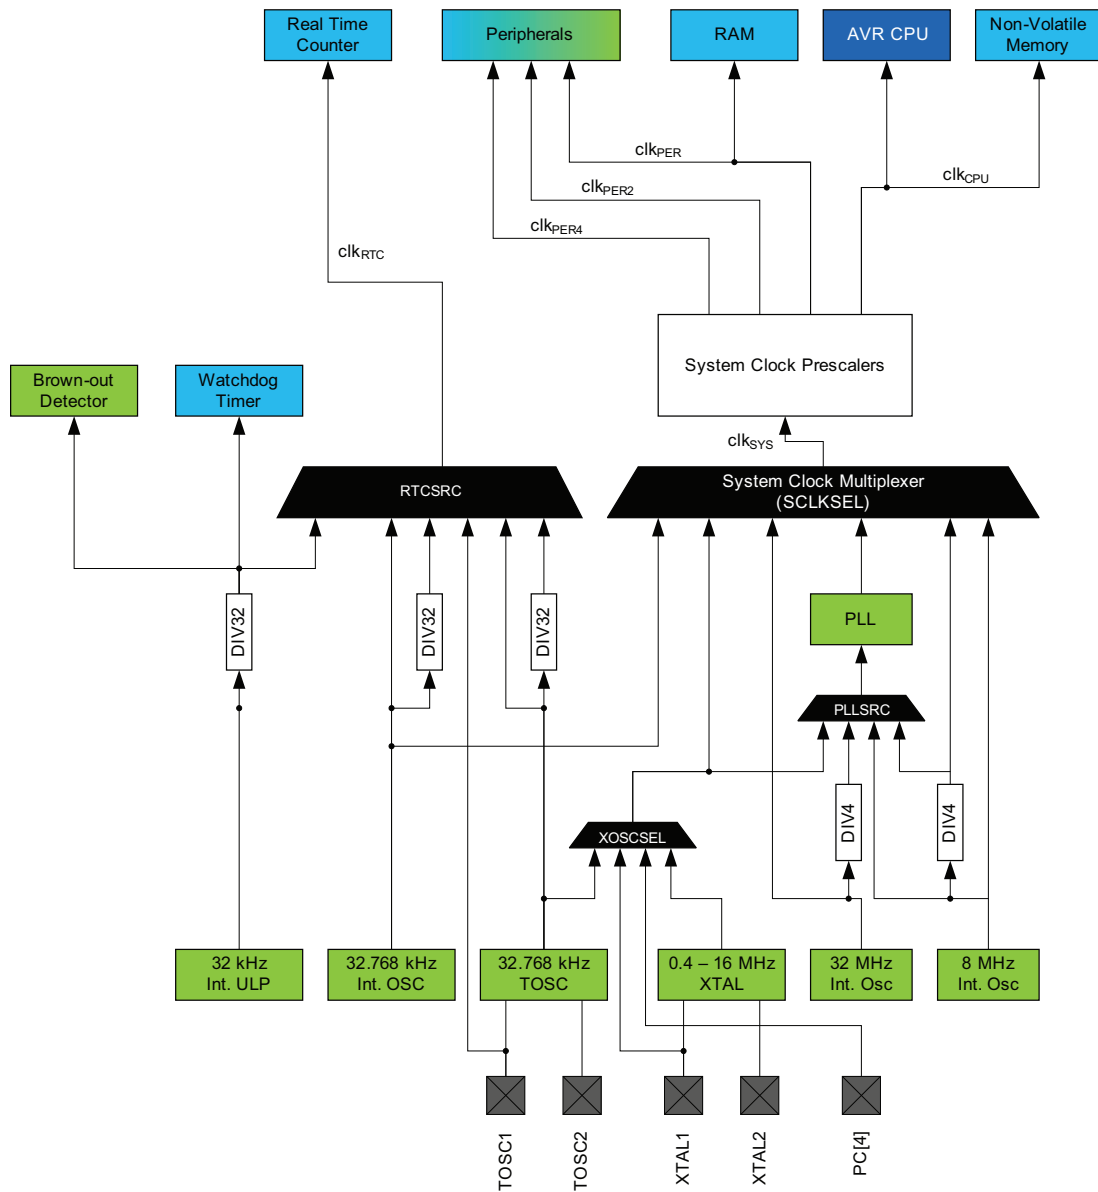 Real Time
Counter
Peripherals
RAM
AVR CPU
Non-Volatile
Memory
clkPER
clkPER2
clkCPU
clkPER4
clkRTC
System Clock Prescalers
Brown-out
Detector
Watchdog
Timer
clkSYS
RTCSRC
System Clock Multiplexer
(SCLKSEL)
DIV32
DIV32
DIV32
PLL
PLLSRC
DIV4
DIV4
XOSCSEL
32 kHz
Int. ULP
32.768 kHz
Int. OSC
32.768 kHz
TOSC
0.4 – 16 MHz
XTAL
32 MHz
Int. Osc
8 MHz
Int. Osc
TOSC1
TOSC2
XTAL1
XTAL2
PC[4]